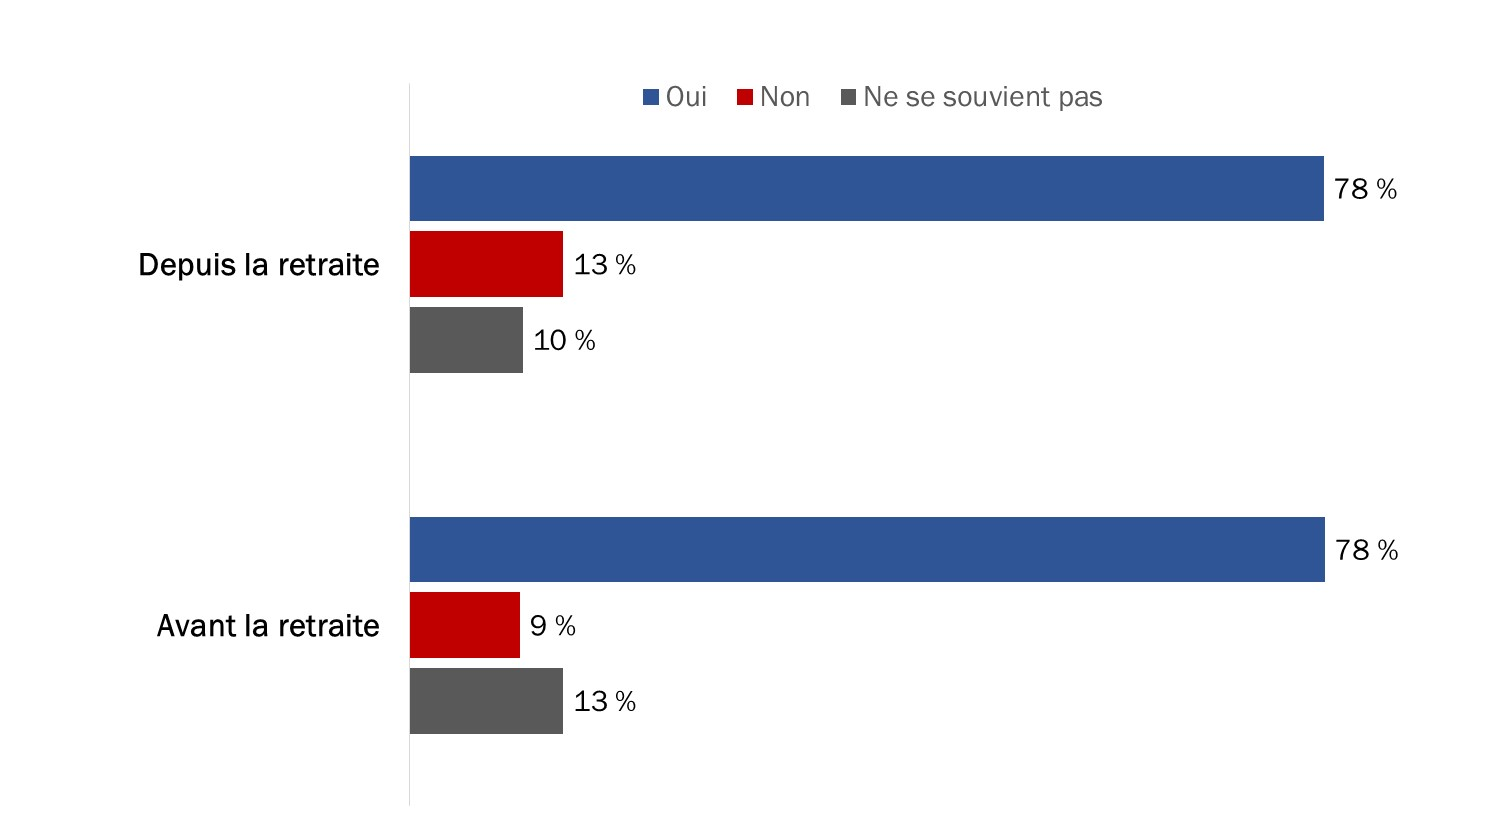 Oui Non Ne se souvient pas
78 %
Depuis la retraite 13 %
10 %
78 %
Avant la retraite 9 %
13 %